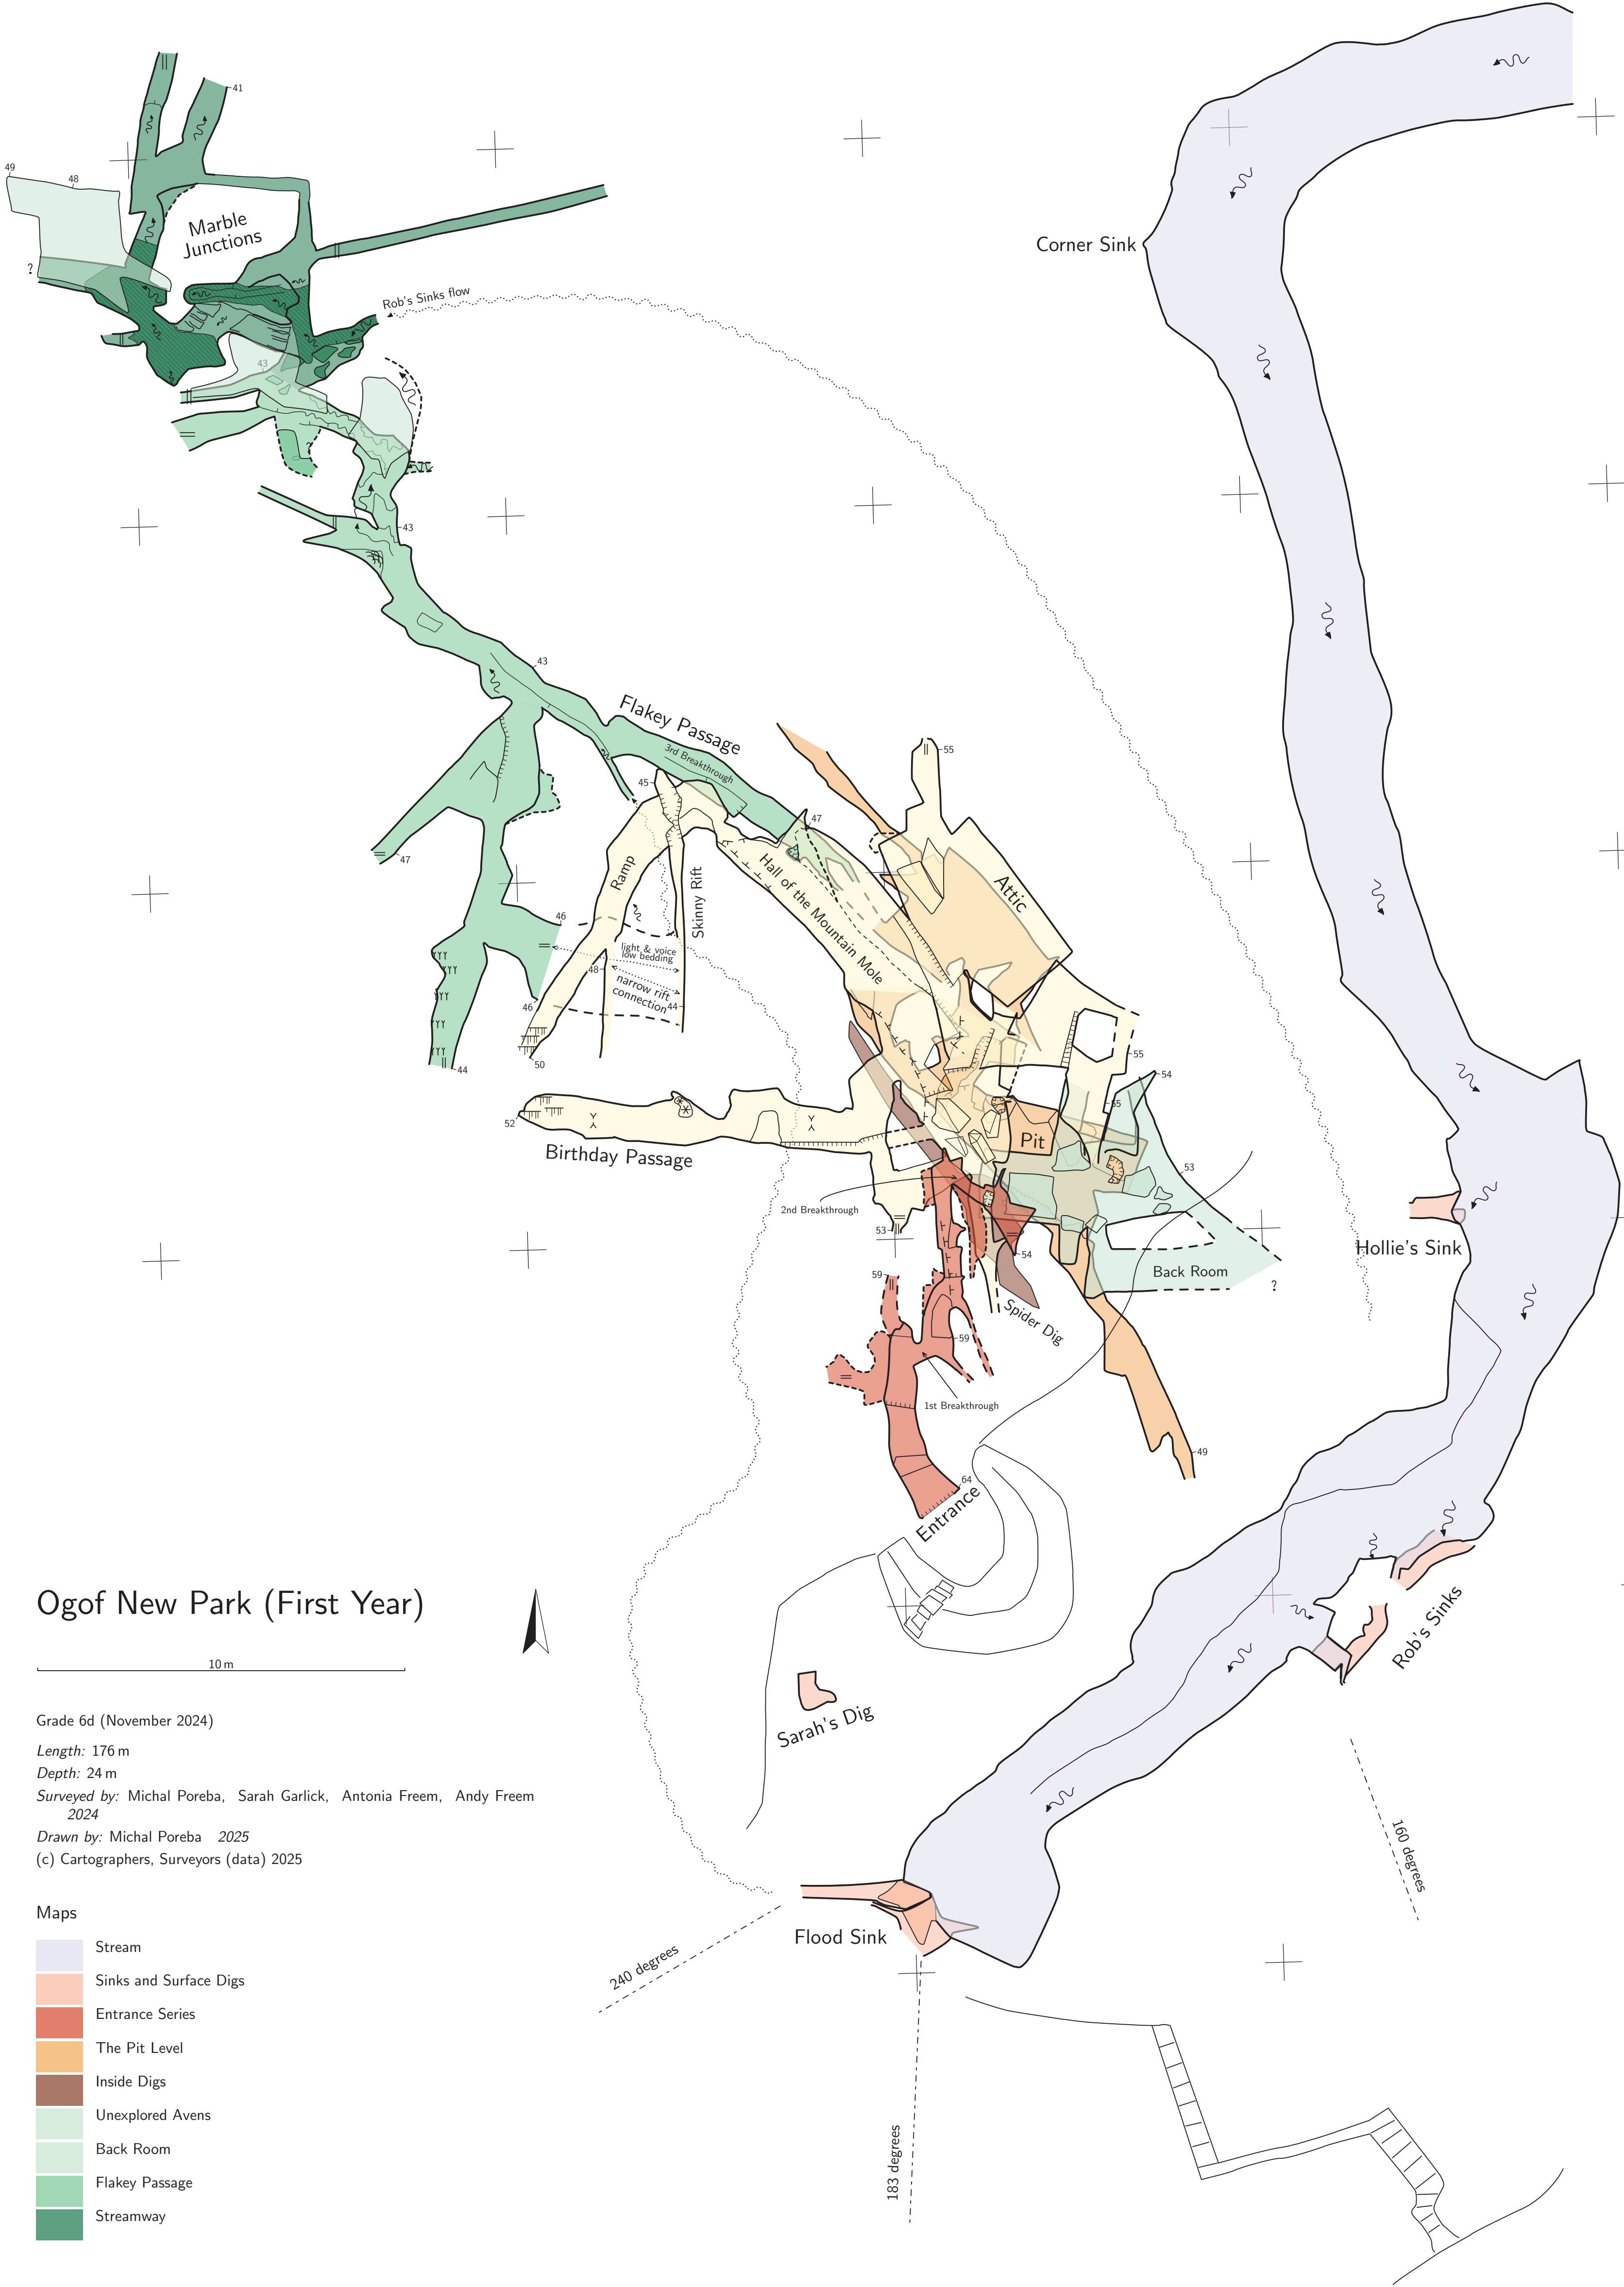 41
49
48
Marble
Junctions
?
Corner Sink
Rob's Sinks flow
43
?
43
43
Flakey Passage
3rd Breakthrough
45
55
47
47
Ramp
Skinny Rift
Hall of the Mountain Mole
Attic
46
light & voice
low bedding
48
narrow rift
connection
44
46
50
44
55
54
55
52
Birthday Passage
Pit
53
2nd Breakthrough
53
54
Hollie's Sink
Back Room
?
59
Spider Dig
59
1st Breakthrough
49
64
Entrance
Ogof New Park (First Year)
10 m
Rob's Sinks
Sarah's Dig
Grade 6d (November 2024)
Length: 176 m
Depth: 24 m
Surveyed by: Michal Poreba, Sarah Garlick, Antonia Freem, Andy Freem
2024
Drawn by: Michal Poreba 2025
(c) Cartographers, Surveyors (data) 2025
160 degrees
Flood Sink
240 degrees
183 degrees
Maps
Stream
Sinks and Surface Digs
Entrance Series
The Pit Level
Inside Digs
Unexplored Avens
Back Room
Flakey Passage
Streamway